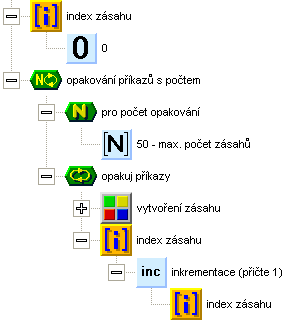 [i] index zásahu
0 0
N opakování příkazů s počtem
N pro počet opakování
[N] 50 - max. počet zásahů
opakuj příkazy
vytvoření zásahu
[i] index zásahu
inc inkrementace (přičte 1)
[i] index zásahu